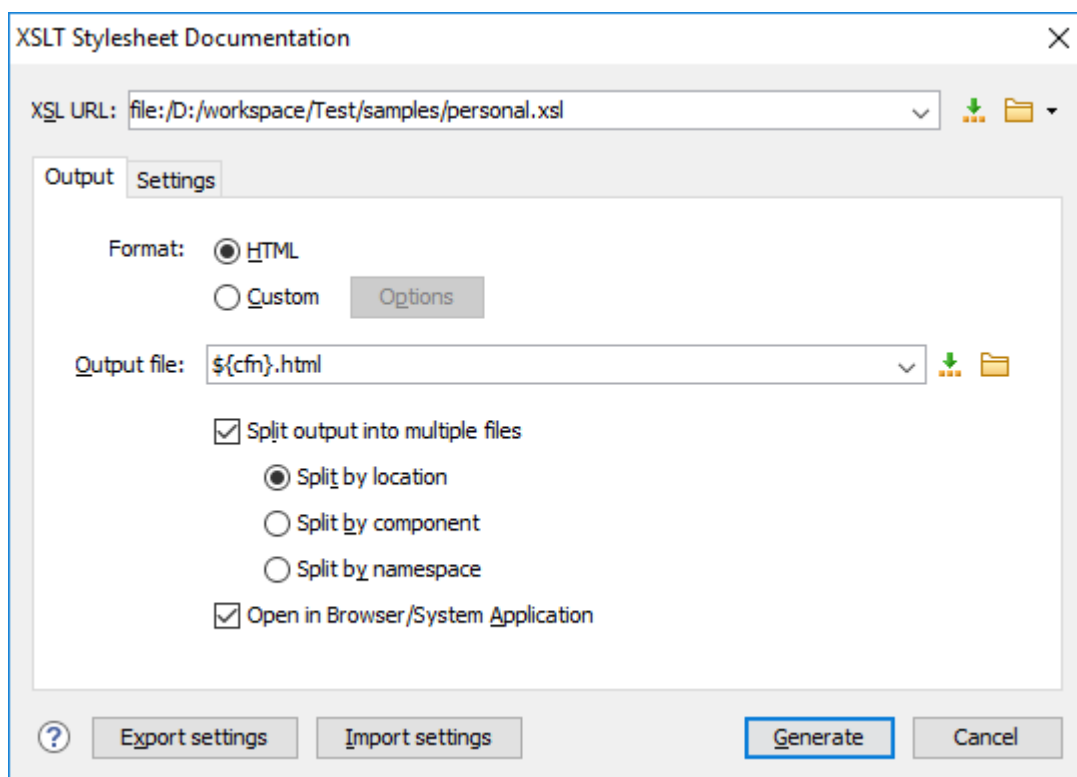 XSLT Stylesheet Documentation
XSL URL: file:/D:/workspace/Test/samples/personal.xsl
Output Settings
Format: HTML
Custom Options
Output file: ${cfn}.html
Split output into multiple files
Split by location
Split by component
Split by namespace
Open in Browser/System Application
? Export settings Import settings Generate Cancel